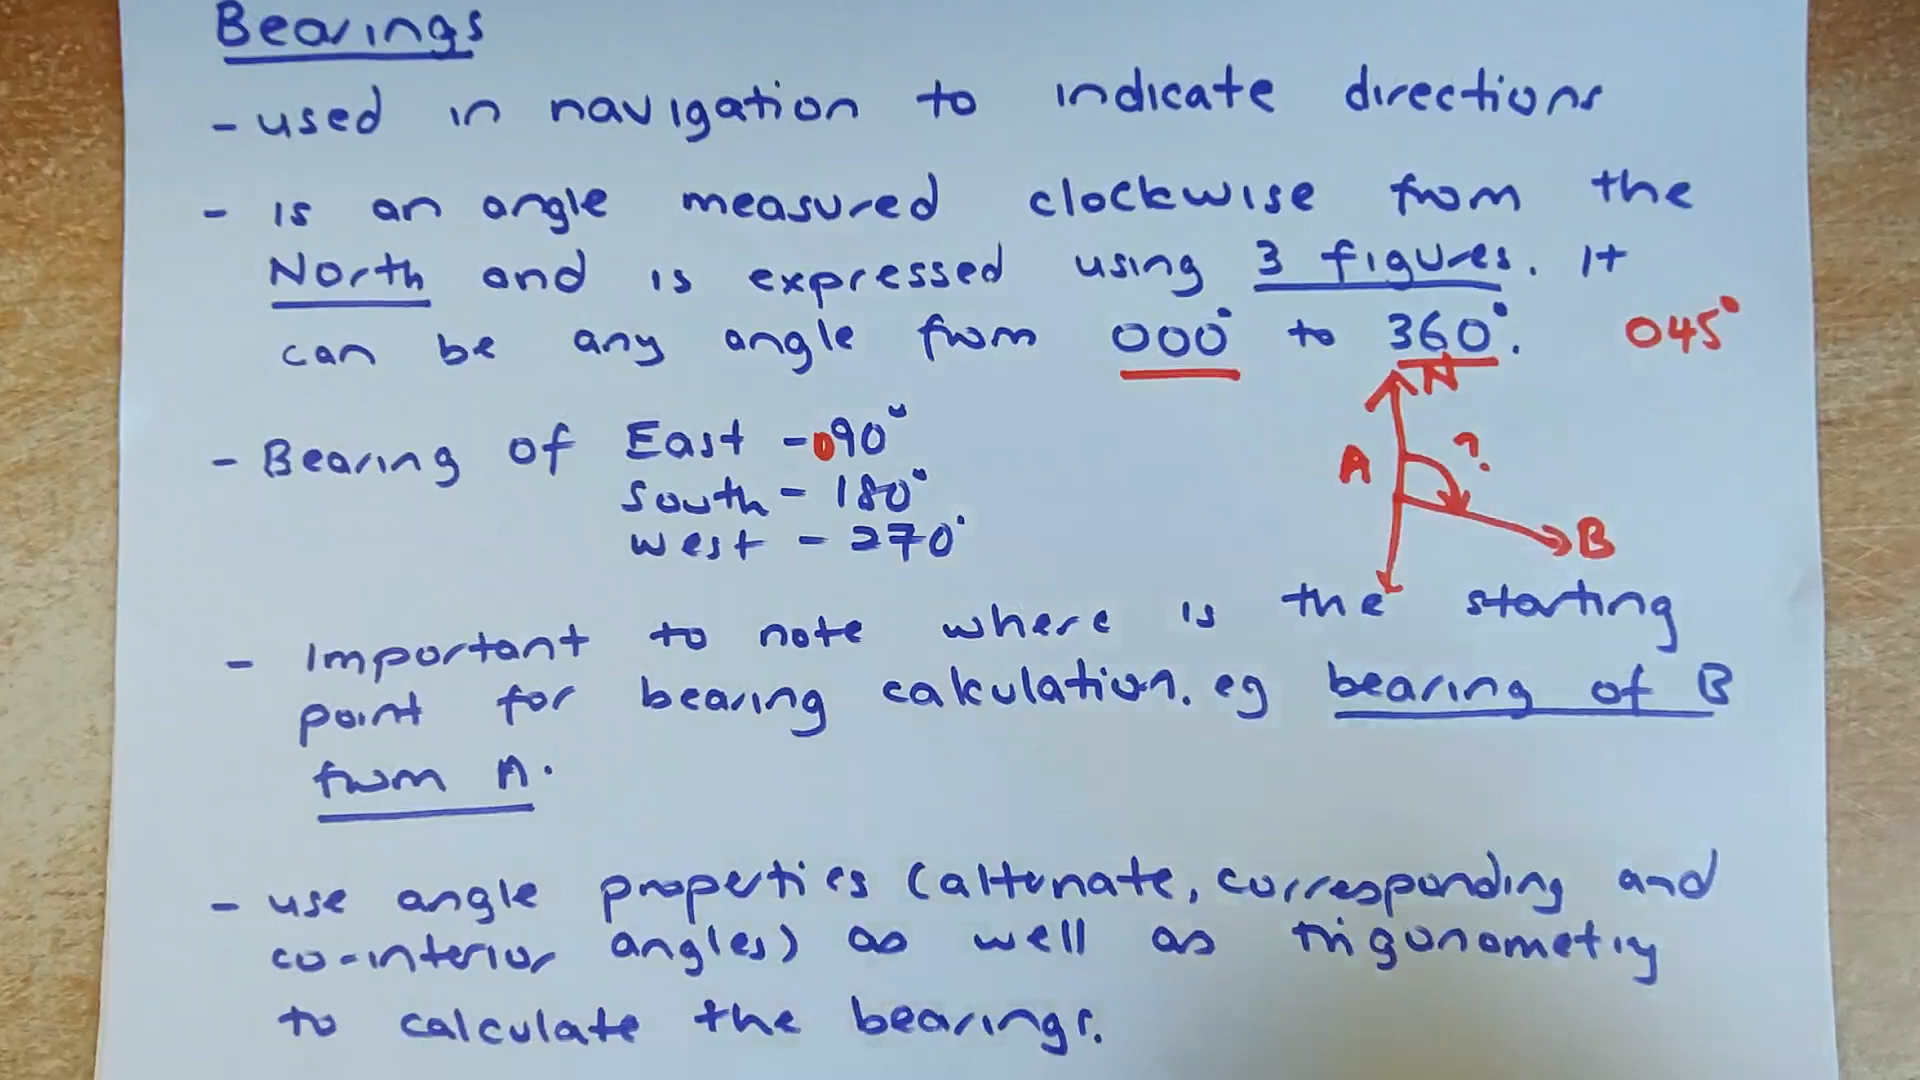 Bearings
- used in navigation to indicate directions
- is an angle measured clockwise from the
North and is expressed using 3 figures. It
can be any angle from 000° to 360°. 045°
N
- Bearing of East - 090°
A ?
South - 180°
West - 270°
B
- Important to note where is the starting
point for bearing calculation. eg bearing of B
from A.
- use angle properties (alternate, corresponding and
co-interior angles) as well as trigonometry
to calculate the bearings.